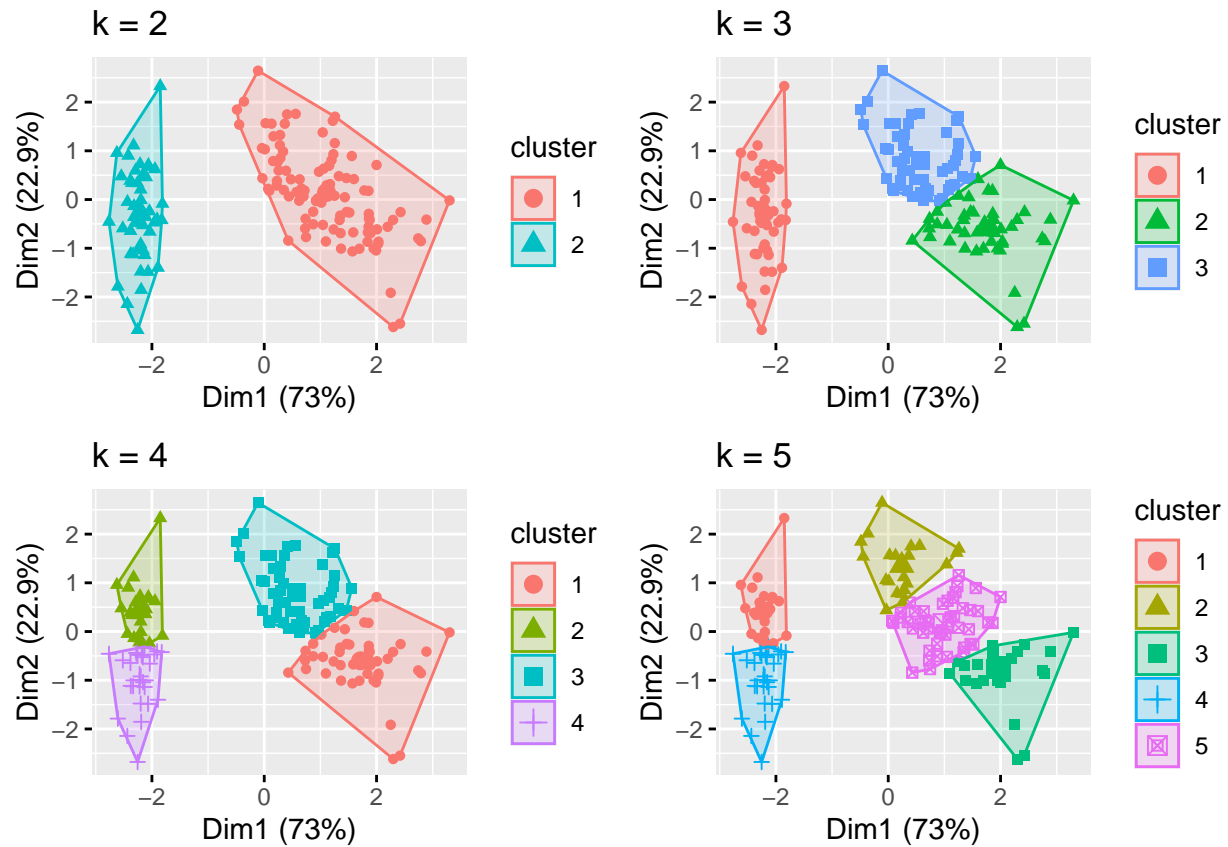 k = 2
Dim2 (22.9%)
2
1
0
−1
−2
−2
0
2
Dim1 (73%)
cluster
1
2
k = 3
Dim2 (22.9%)
2
1
0
−1
−2
−2
0
2
Dim1 (73%)
cluster
1
2
3
k = 4
Dim2 (22.9%)
2
1
0
−1
−2
−2
0
2
Dim1 (73%)
cluster
1
2
3
4
k = 5
Dim2 (22.9%)
2
1
0
−1
−2
−2
0
2
Dim1 (73%)
cluster
1
2
3
4
5